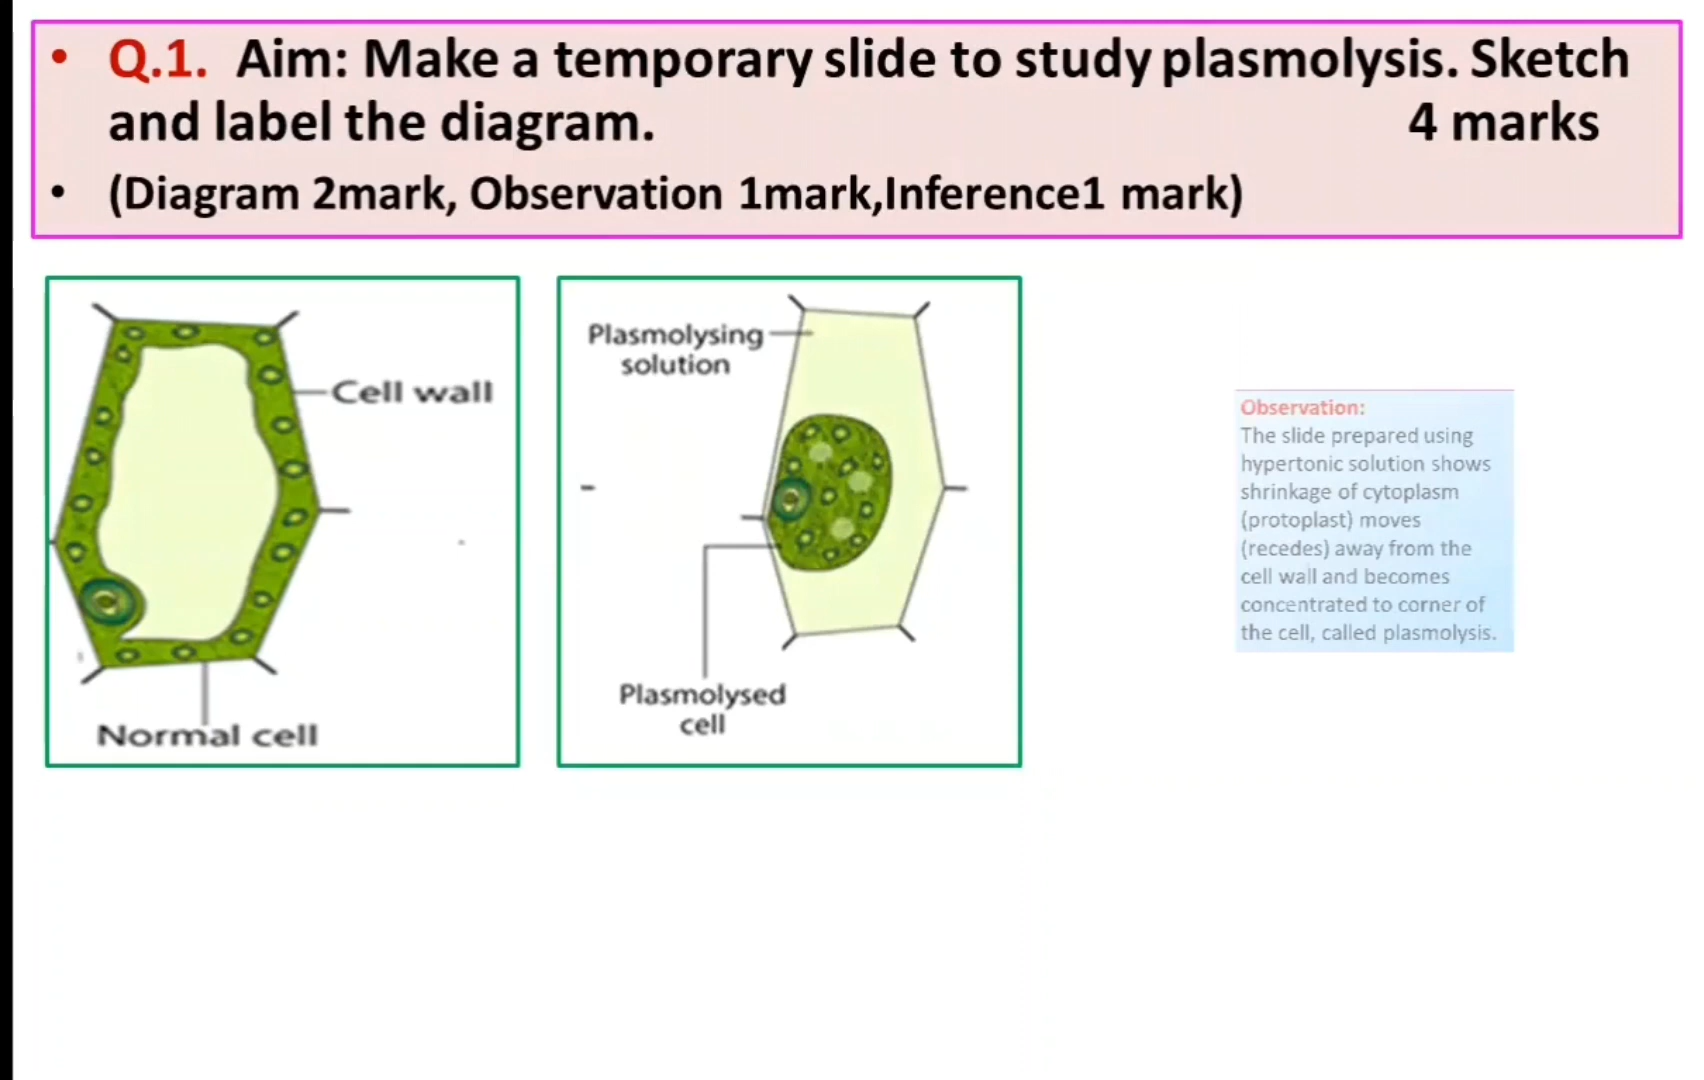 • Q.1. Aim: Make a temporary slide to study plasmolysis. Sketch
and label the diagram. 4 marks
• (Diagram 2mark, Observation 1mark,Inference1 mark)
Cell wall
Normal cell
Plasmolysing
solution
Plasmolysed
cell
Observation:
The slide prepared using
hypertonic solution shows
shrinkage of cytoplasm
(protoplast) moves
(recedes) away from the
cell wall and becomes
concentrated to corner of
the cell, called plasmolysis.